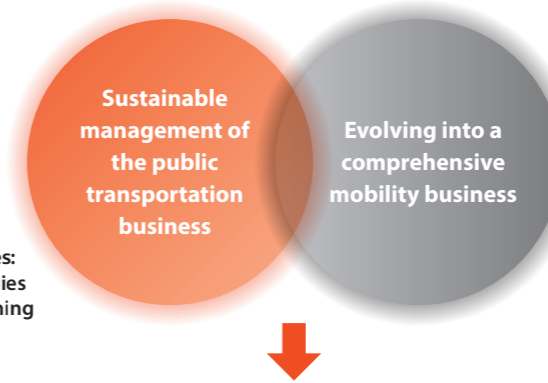 Sustainable
management of
the public
transportation
business
Evolving into a
comprehensive
mobility business